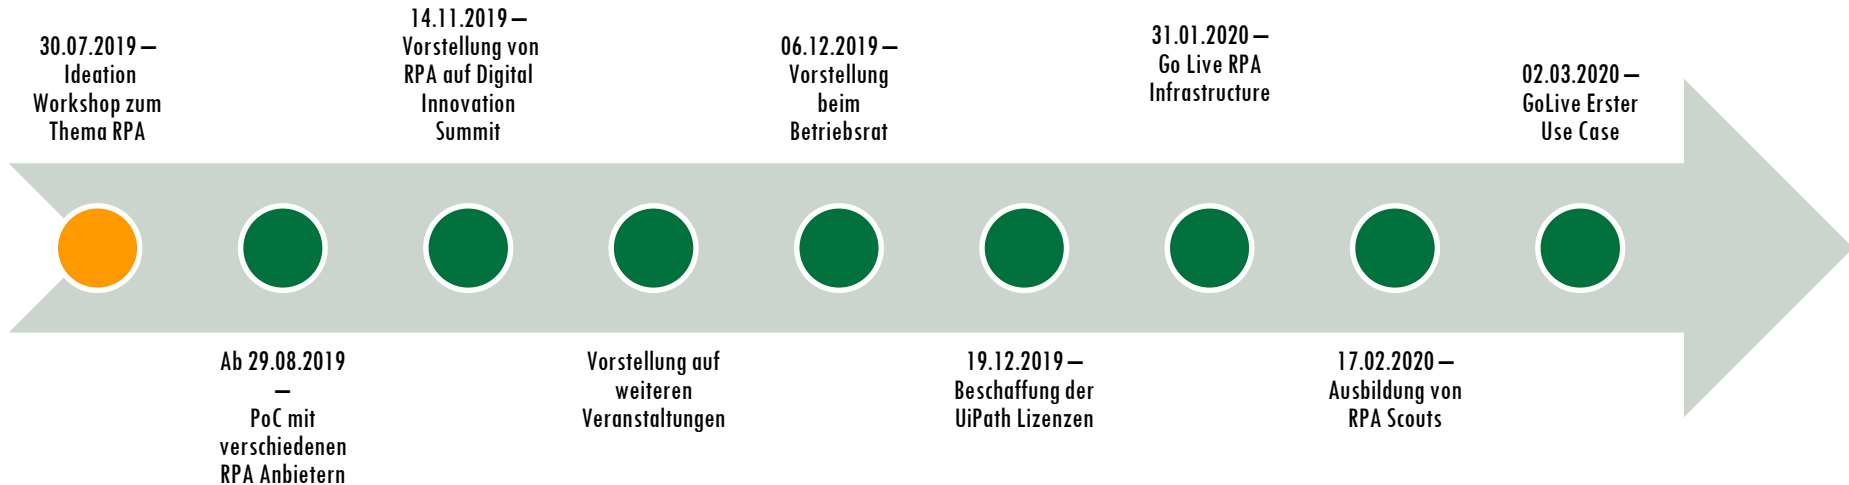 30.07.2019 –
Ideation
Workshop zum
Thema RPA
Ab 29.08.2019
–
PoC mit
verschiedenen
RPA Anbietern
14.11.2019 –
Vorstellung von
RPA auf Digital
Innovation
Summit
Vorstellung auf
weiteren
Veranstaltungen
06.12.2019 –
Vorstellung
beim
Betriebsrat
19.12.2019 –
Beschaffung der
UiPath Lizenzen
31.01.2020 –
Go Live RPA
Infrastructure
17.02.2020 –
Ausbildung von
RPA Scouts
02.03.2020 –
GoLive Erster
Use Case